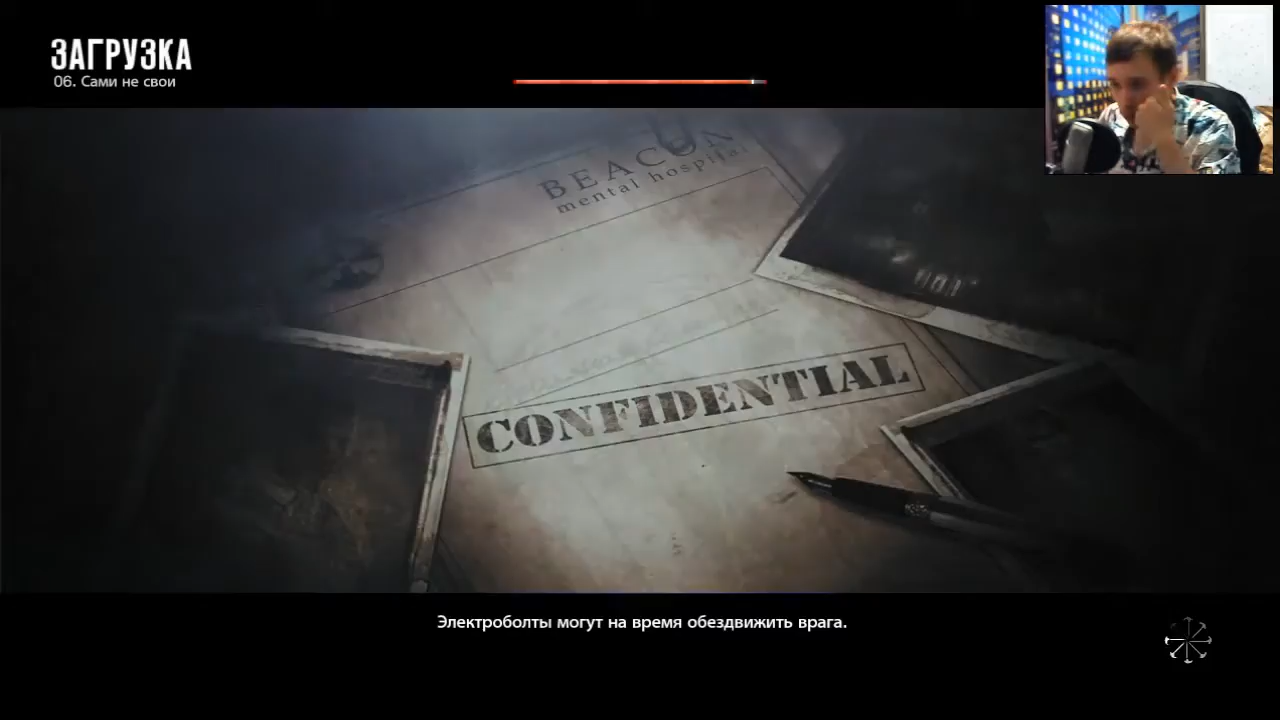 ЗАГРУЗКА
06. Сами не свои
BEACON
mental hospital
CONFIDENTIAL
Электроболты могут на время обездвижить врага.